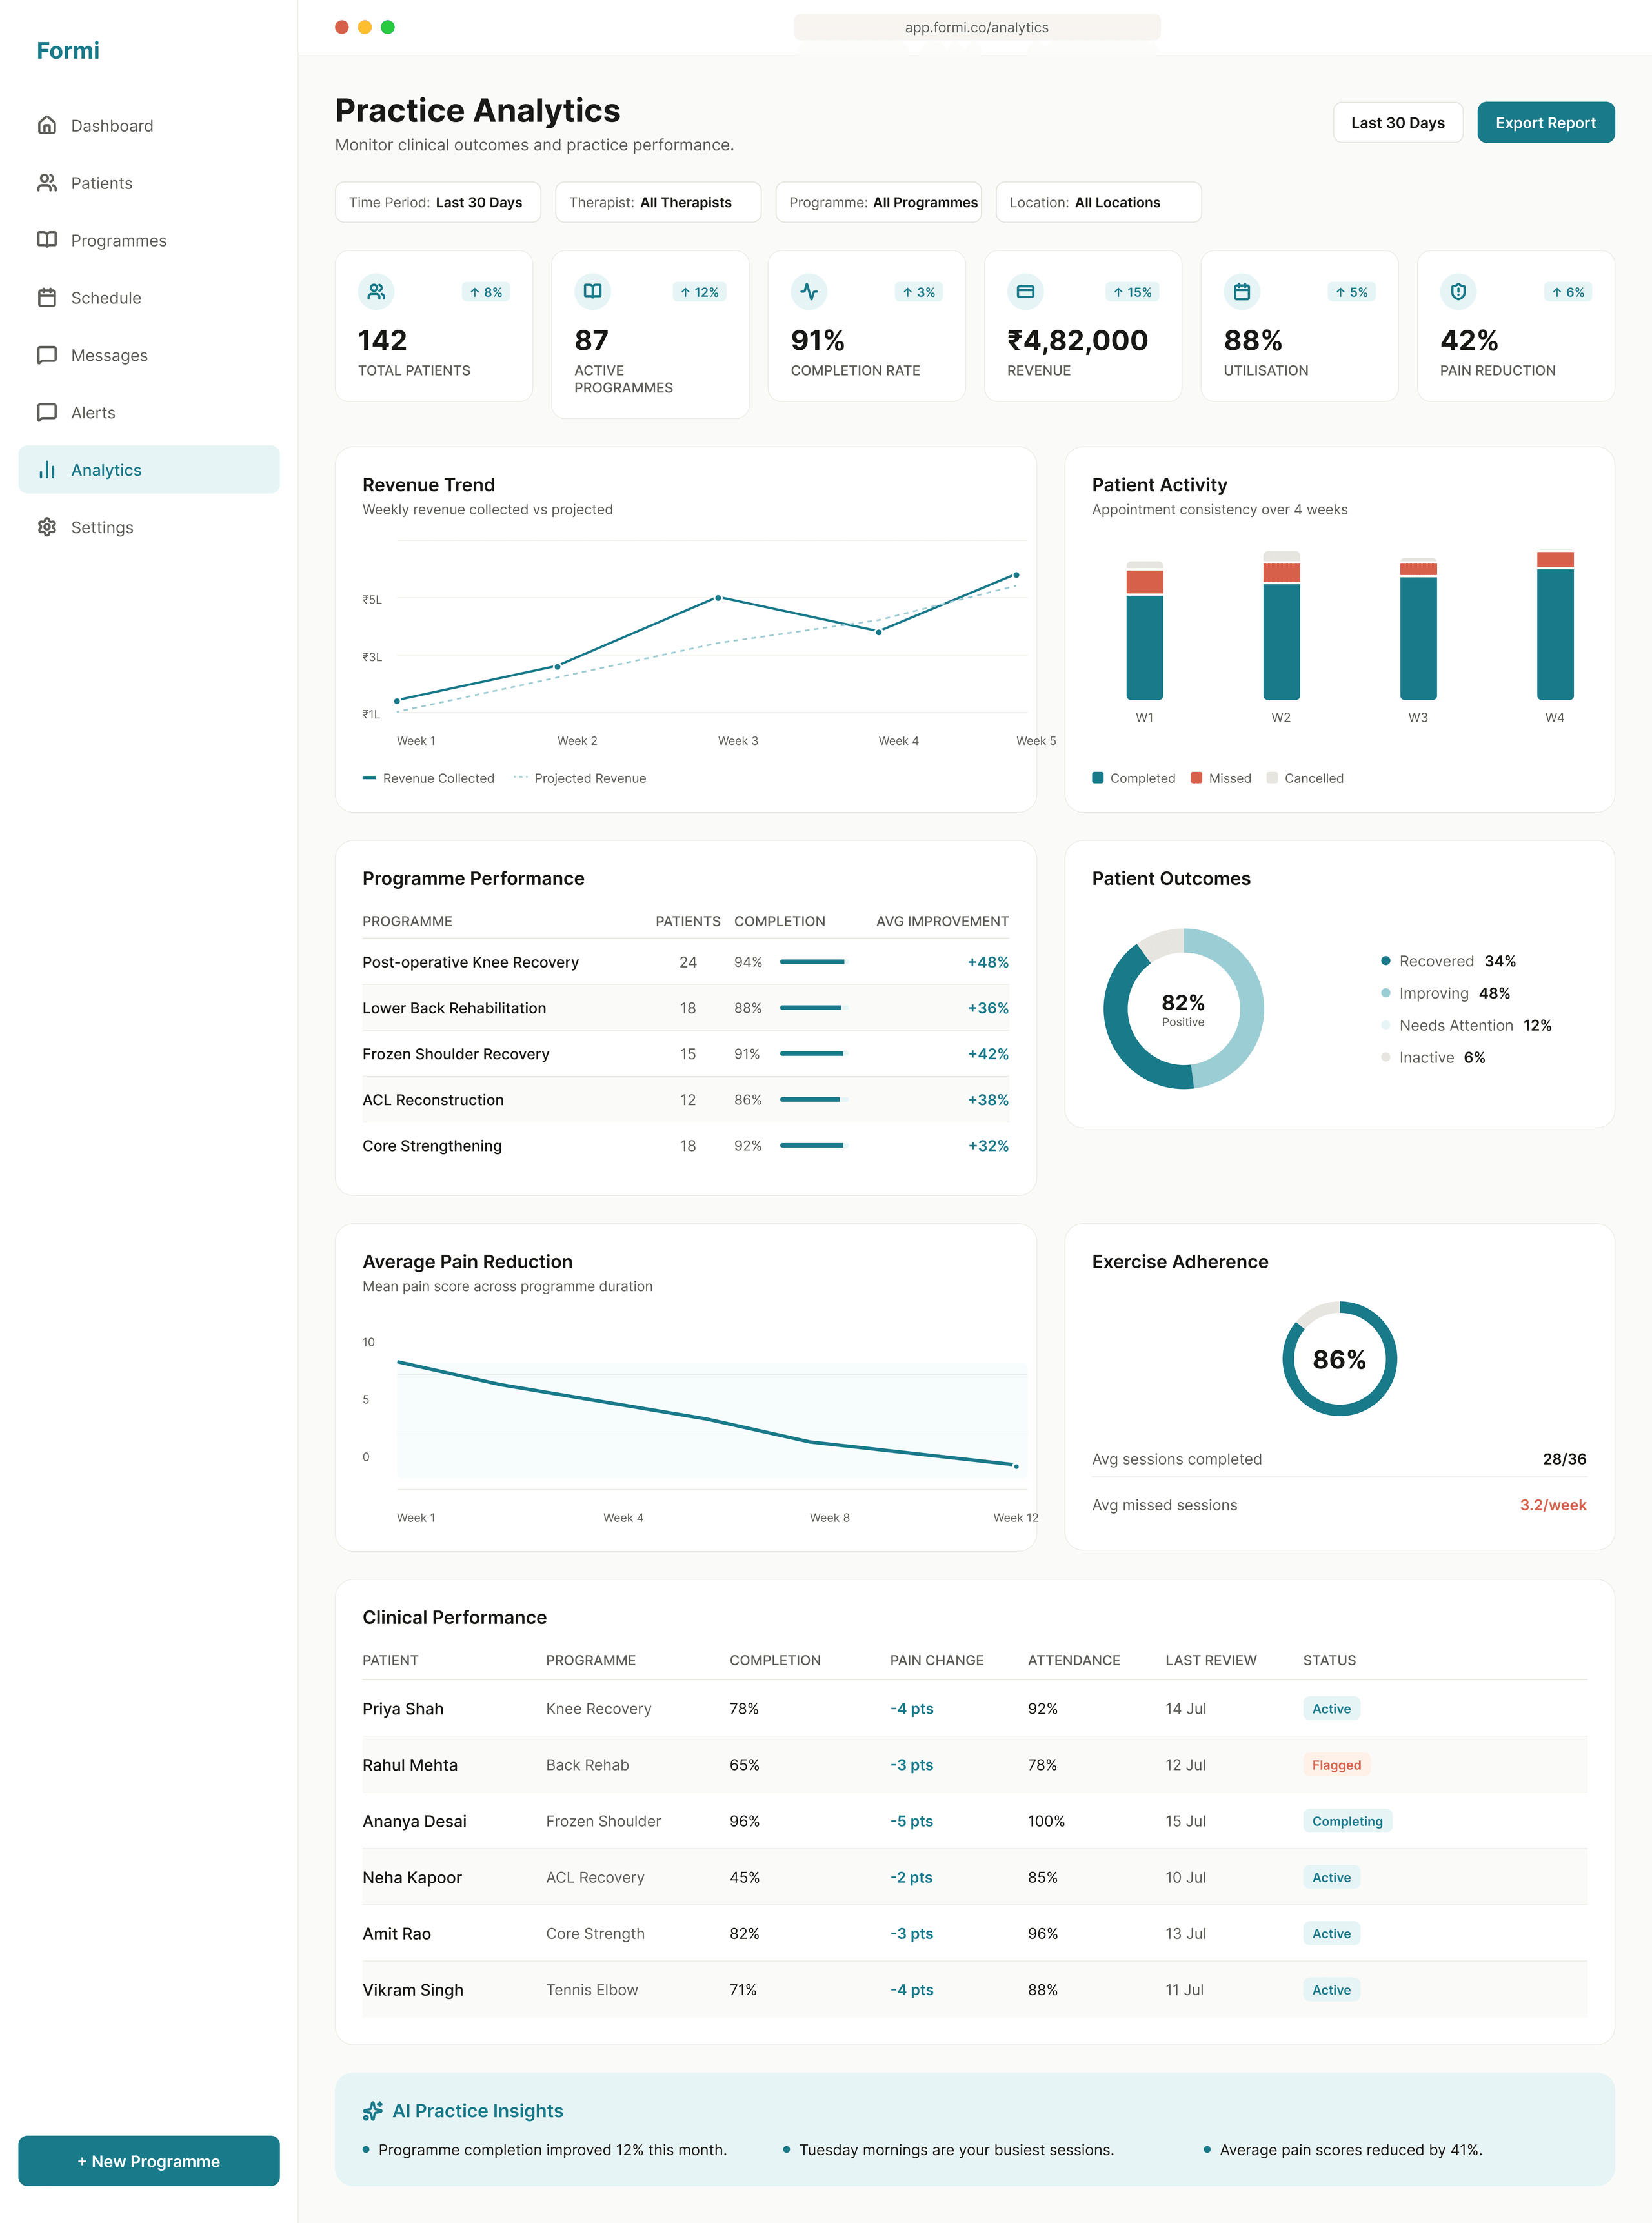 Formi
Dashboard
Patients
Programmes
Schedule
Messages
Alerts
Analytics
Settings
+ New Programme
app.formi.co/analytics
Practice Analytics
Monitor clinical outcomes and practice performance.
Last 30 Days
Export Report
Time Period: Last 30 Days
Therapist: All Therapists
Programme: All Programmes
Location: All Locations
↑ 8%
142
TOTAL PATIENTS
↑ 12%
87
ACTIVE
PROGRAMMES
↑ 3%
91%
COMPLETION RATE
↑ 15%
₹4,82,000
REVENUE
↑ 5%
88%
UTILISATION
↑ 6%
42%
PAIN REDUCTION
Revenue Trend
Weekly revenue collected vs projected
₹5L
₹3L
₹1L
Week 1 Week 2 Week 3 Week 4 Week 5
Revenue Collected Projected Revenue
Patient Activity
Appointment consistency over 4 weeks
W1 W2 W3 W4
Completed Missed Cancelled
Programme Performance
PROGRAMME PATIENTS COMPLETION AVG IMPROVEMENT
Post-operative Knee Recovery 24 94% +48%
Lower Back Rehabilitation 18 88% +36%
Frozen Shoulder Recovery 15 91% +42%
ACL Reconstruction 12 86% +38%
Core Strengthening 18 92% +32%
Patient Outcomes
82%
Positive
Recovered 34%
Improving 48%
Needs Attention 12%
Inactive 6%
Average Pain Reduction
Mean pain score across programme duration
10
5
0
Week 1 Week 4 Week 8 Week 12
Exercise Adherence
86%
Avg sessions completed 28/36
Avg missed sessions 3.2/week
Clinical Performance
PATIENT PROGRAMME COMPLETION PAIN CHANGE ATTENDANCE LAST REVIEW STATUS
Priya Shah Knee Recovery 78% -4 pts 92% 14 Jul Active
Rahul Mehta Back Rehab 65% -3 pts 78% 12 Jul Flagged
Ananya Desai Frozen Shoulder 96% -5 pts 100% 15 Jul Completing
Neha Kapoor ACL Recovery 45% -2 pts 85% 10 Jul Active
Amit Rao Core Strength 82% -3 pts 96% 13 Jul Active
Vikram Singh Tennis Elbow 71% -4 pts 88% 11 Jul Active
AI Practice Insights
Programme completion improved 12% this month.
Tuesday mornings are your busiest sessions.
Average pain scores reduced by 41%.